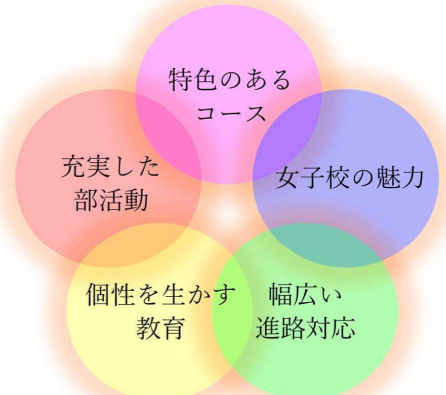 特色のある
コース
充実した
部活動
女子校の魅力
個性を生かす
教育
幅広い
進路対応